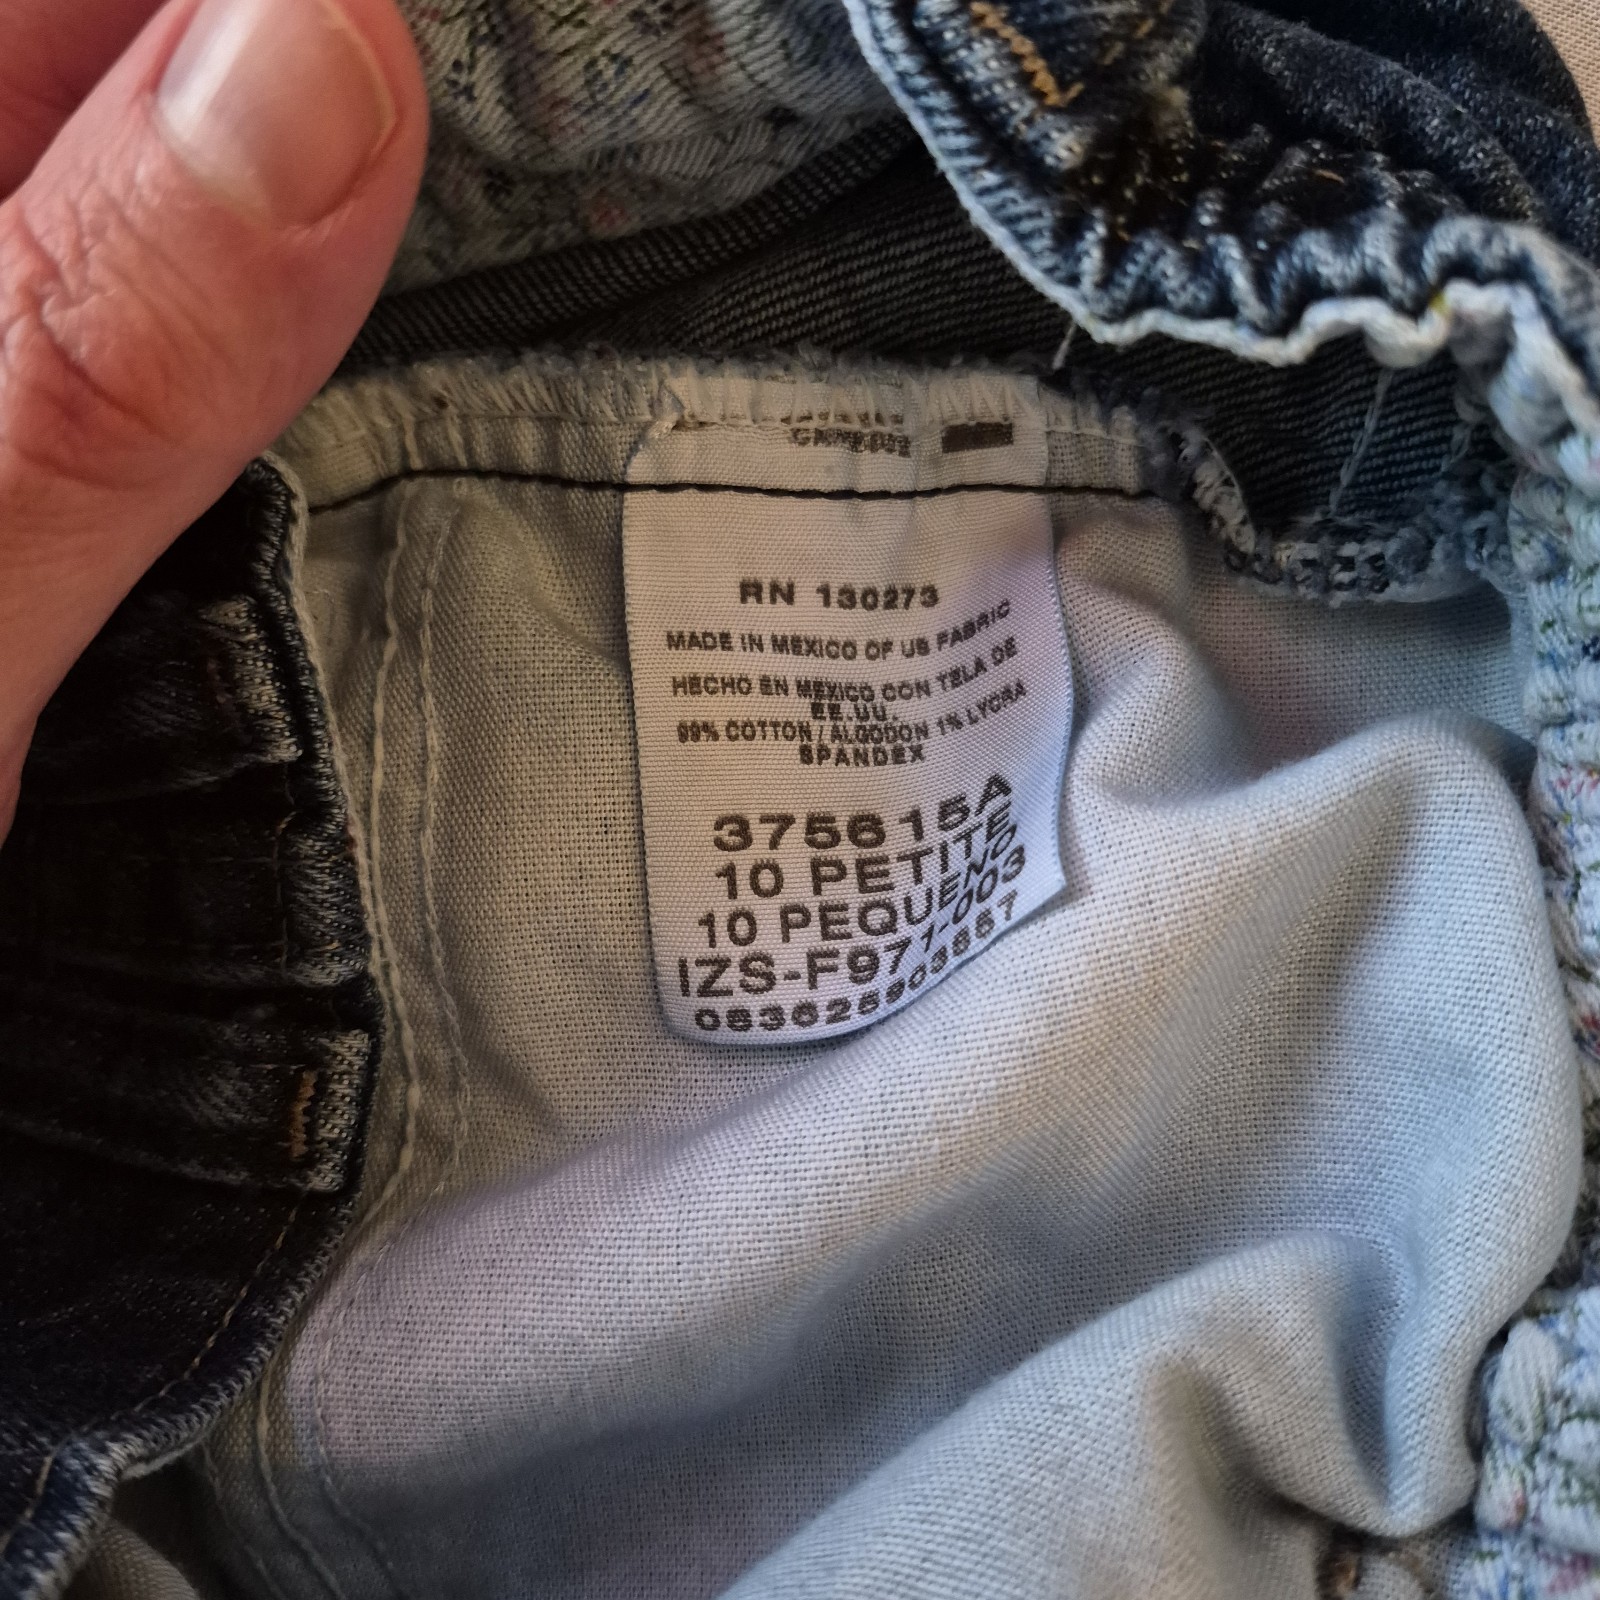 RN 130273
MADE IN MEXICO OF US FABRIC
HECHO EN MEXICO CON TELA DE
EE.UU.
99% COTTON / ALGODON 1% LYCRA
SPANDEX
375615A
10 PETITE
10 PEQUENO
IZS-F971-003